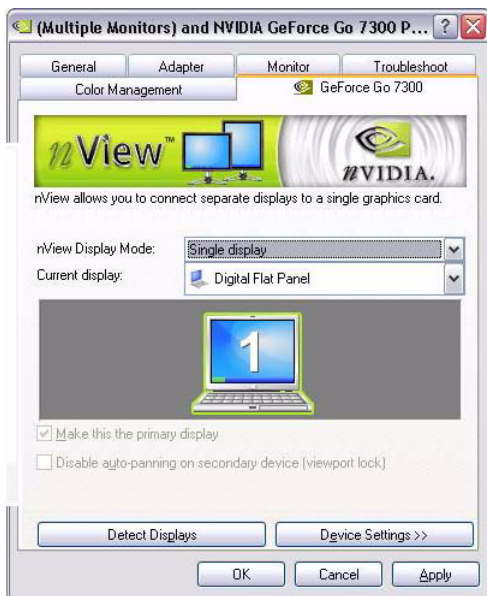 (Multiple Monitors) and NVIDIA GeForce Go 7300 P... ?
General Adapter Monitor Troubleshoot
Color Management GeForce Go 7300
nView™ nVIDIA.
nView allows you to connect separate displays to a single graphics card.
nView Display Mode: Single display
Current display: Digital Flat Panel
1
Make this the primary display
Disable auto-panning on secondary device (viewport lock)
Detect Displays Device Settings >>
OK Cancel Apply